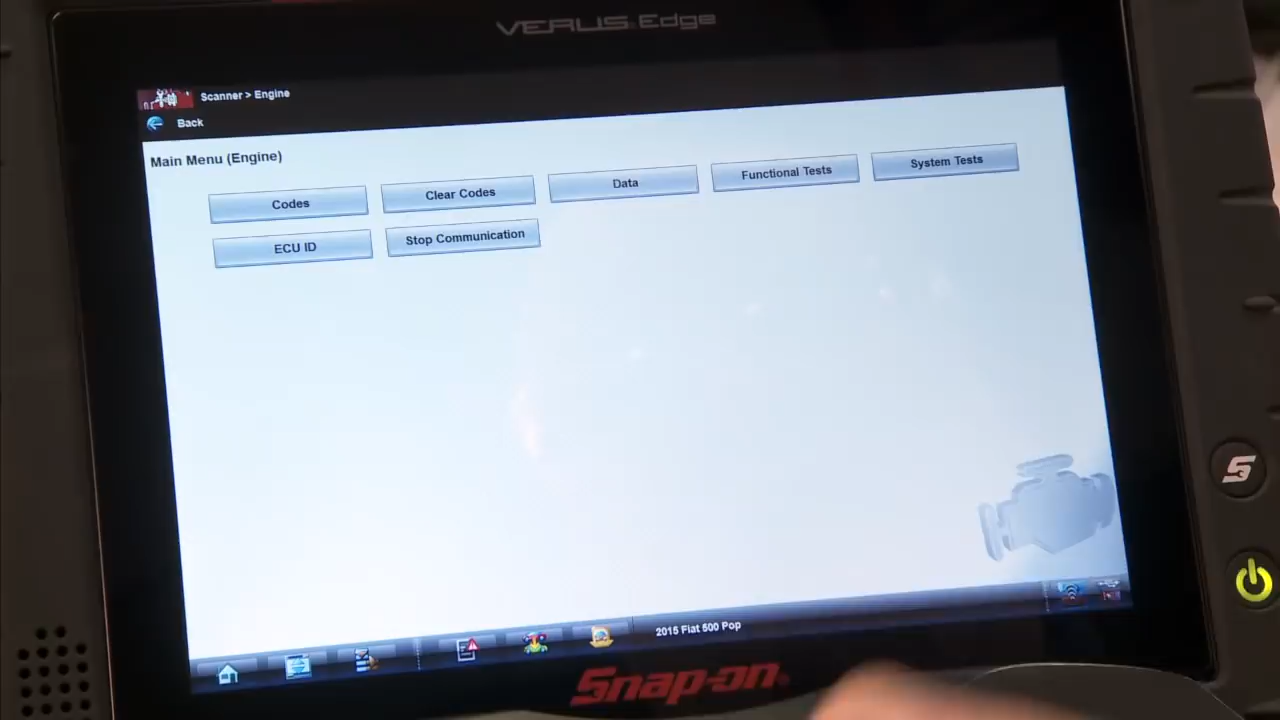 VERUS Edge
Scanner > Engine
Back
Main Menu (Engine)
Codes
Clear Codes
Data
Functional Tests
System Tests
ECU ID
Stop Communication
2015 Fiat 500 Pop
Snap-on
S